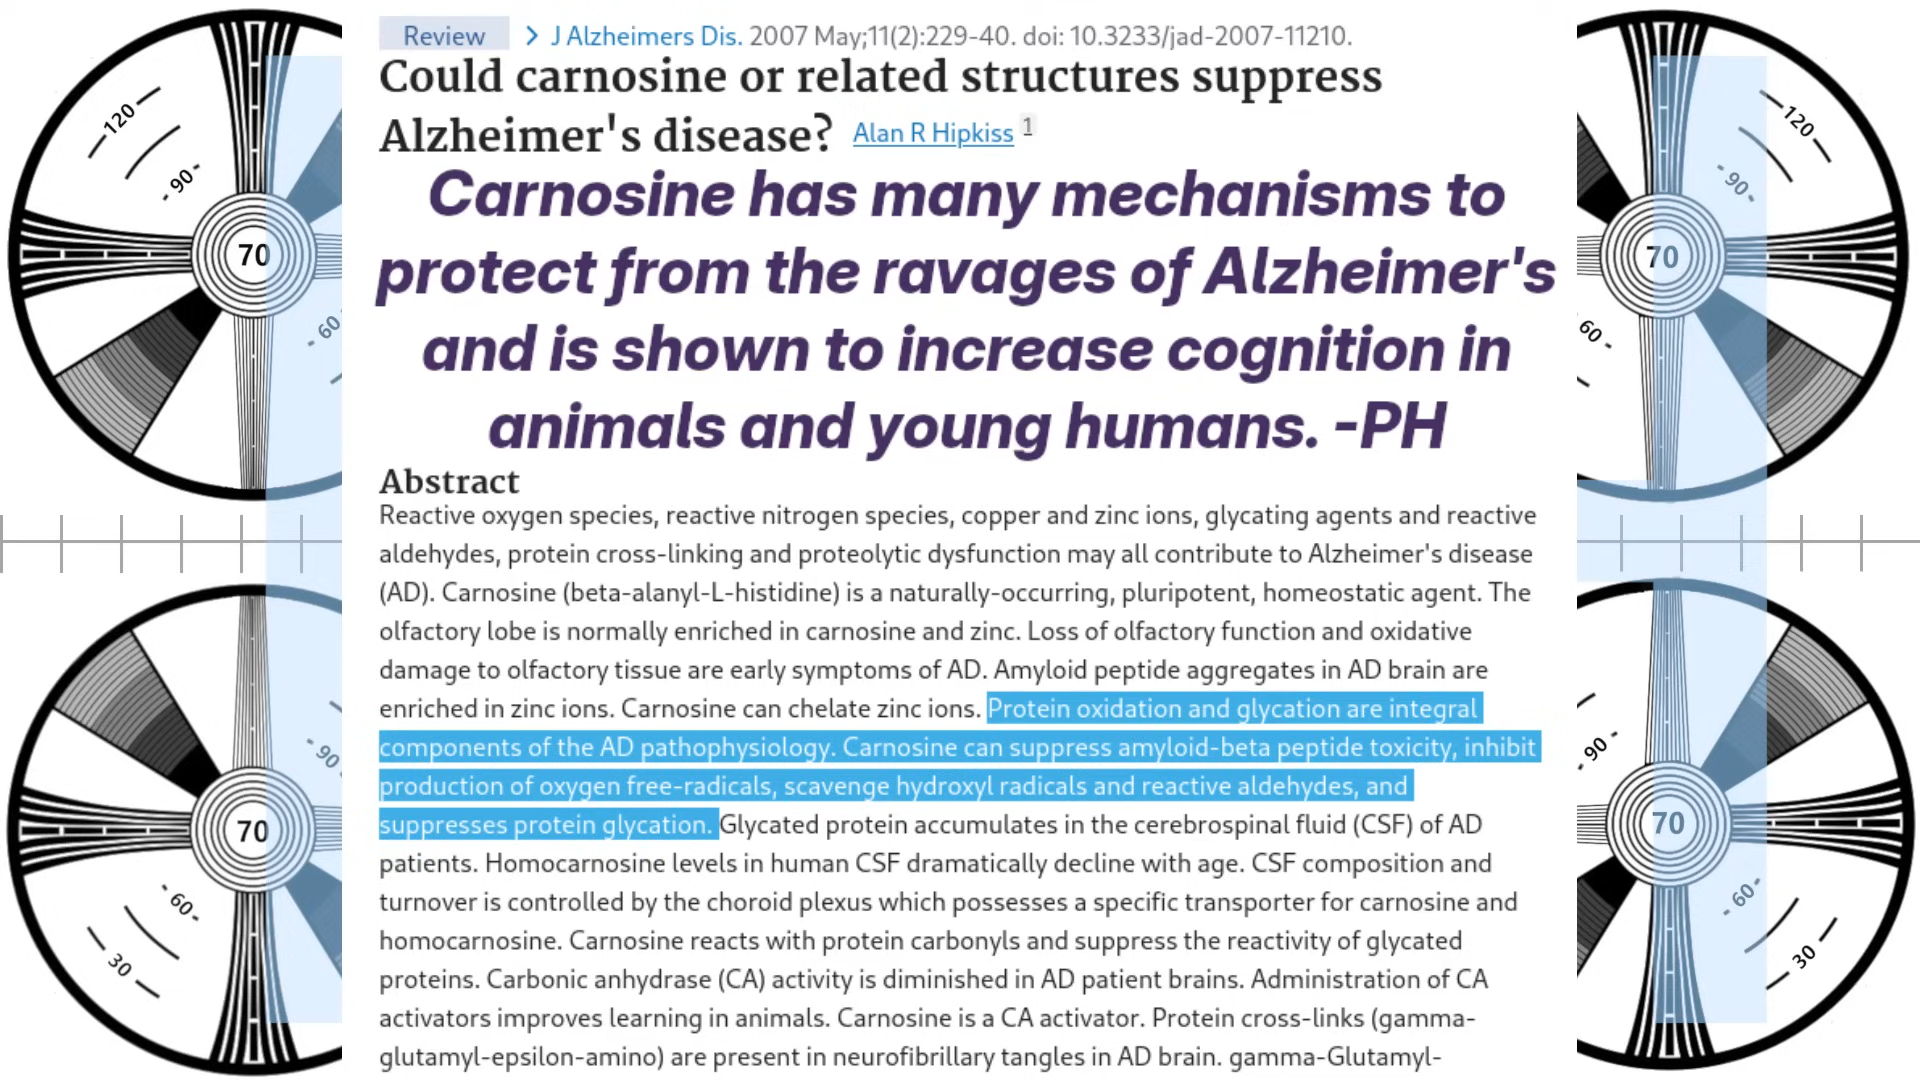 Review > J Alzheimers Dis. 2007 May;11(2):229-40. doi: 10.3233/jad-2007-11210.
Could carnosine or related structures suppress
Alzheimer's disease? Alan R Hipkiss 1
Carnosine has many mechanisms to
protect from the ravages of Alzheimer's
and is shown to increase cognition in
animals and young humans. -PH
Abstract
Reactive oxygen species, reactive nitrogen species, copper and zinc ions, glycating agents and reactive
aldehydes, protein cross-linking and proteolytic dysfunction may all contribute to Alzheimer's disease
(AD). Carnosine (beta-alanyl-L-histidine) is a naturally-occurring, pluripotent, homeostatic agent. The
olfactory lobe is normally enriched in carnosine and zinc. Loss of olfactory function and oxidative
damage to olfactory tissue are early symptoms of AD. Amyloid peptide aggregates in AD brain are
enriched in zinc ions. Carnosine can chelate zinc ions. Protein oxidation and glycation are integral
components of the AD pathophysiology. Carnosine can suppress amyloid-beta peptide toxicity, inhibit
production of oxygen free-radicals, scavenge hydroxyl radicals and reactive aldehydes, and
suppresses protein glycation. Glycated protein accumulates in the cerebrospinal fluid (CSF) of AD
patients. Homocarnosine levels in human CSF dramatically decline with age. CSF composition and
turnover is controlled by the choroid plexus which possesses a specific transporter for carnosine and
homocarnosine. Carnosine reacts with protein carbonyls and suppress the reactivity of glycated
proteins. Carbonic anhydrase (CA) activity is diminished in AD patient brains. Administration of CA
activators improves learning in animals. Carnosine is a CA activator. Protein cross-links (gamma-
glutamyl-epsilon-amino) are present in neurofibrillary tangles in AD brain. gamma-Glutamyl-
120
- 90 -
70
- 60
120
- 90 -
70
60 -
- 90
70
- 60 -
30
- 90 -
70
- 60 -
30